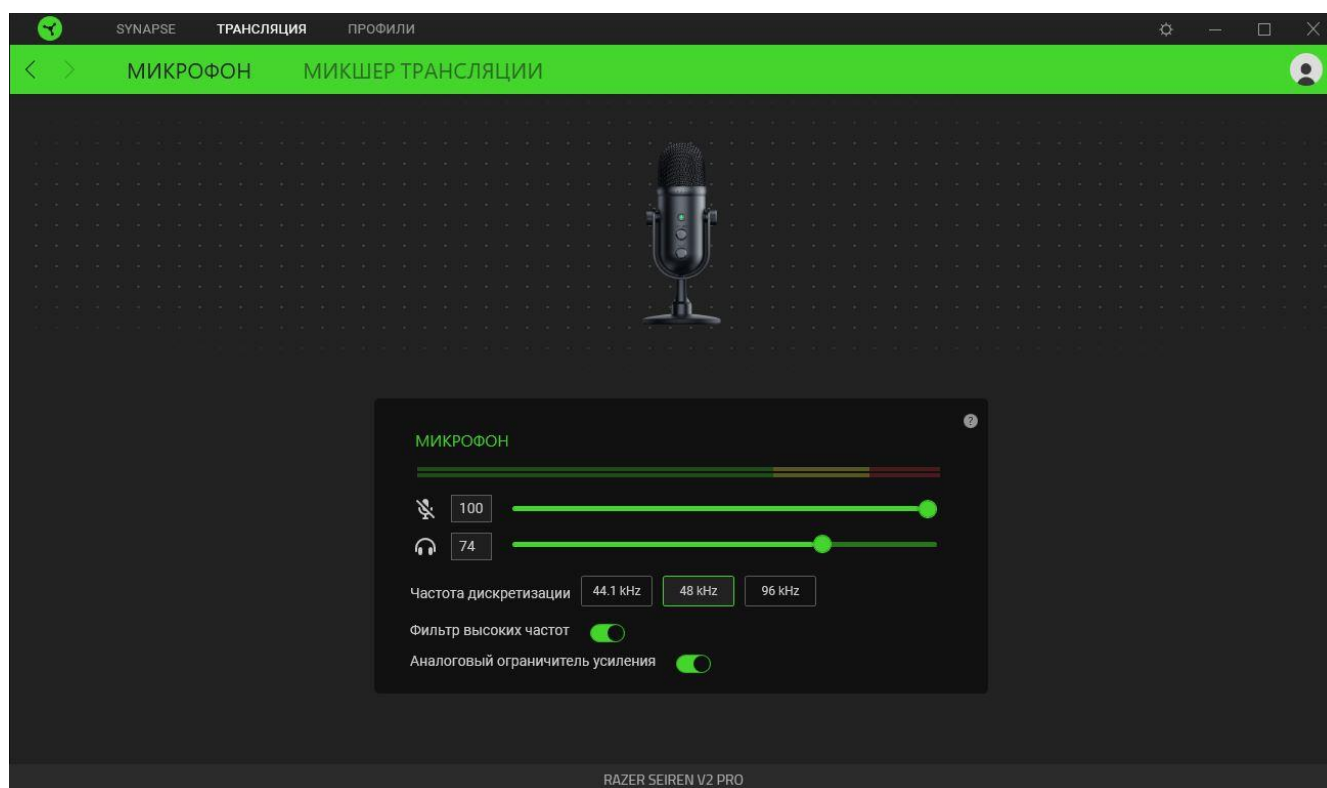 SYNAPSE ТРАНСЛЯЦИЯ ПРОФИЛИ
МИКРОФОН МИКШЕР ТРАНСЛЯЦИИ
МИКРОФОН
100
74
Частота дискретизации 44.1 kHz 48 kHz 96 kHz
Фильтр высоких частот
Аналоговый ограничитель усиления
RAZER SEIREN V2 PRO